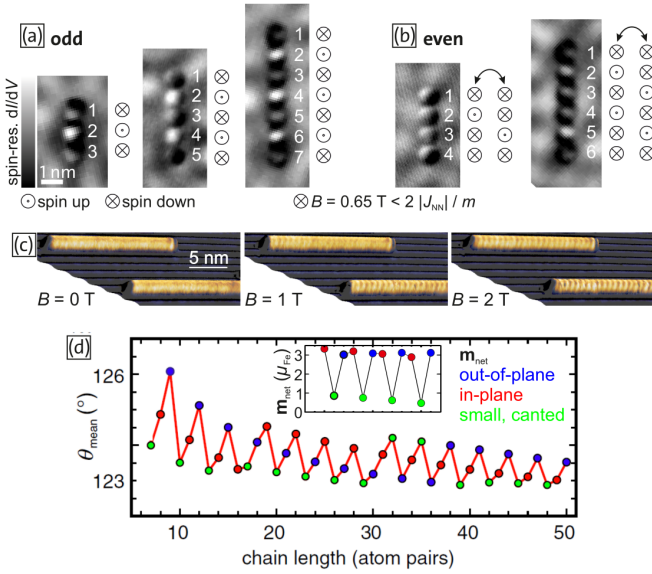 (a) odd
(b) even
spin-res. dI/dV
1 nm
1
2
3
1
2
3
4
5
1
2
3
4
5
6
7
1
2
3
4
1
2
3
4
5
6
⊙ spin up ⊗ spin down
⊗ B = 0.65 T < 2 |J_NN| / m
(c)
5 nm
B = 0 T
B = 1 T
B = 2 T
(d)
126
123
θ_mean (°)
m_net (μ_Fe)
3
2
1
0
m_net
out-of-plane
in-plane
small, canted
10 20 30 40 50
chain length (atom pairs)